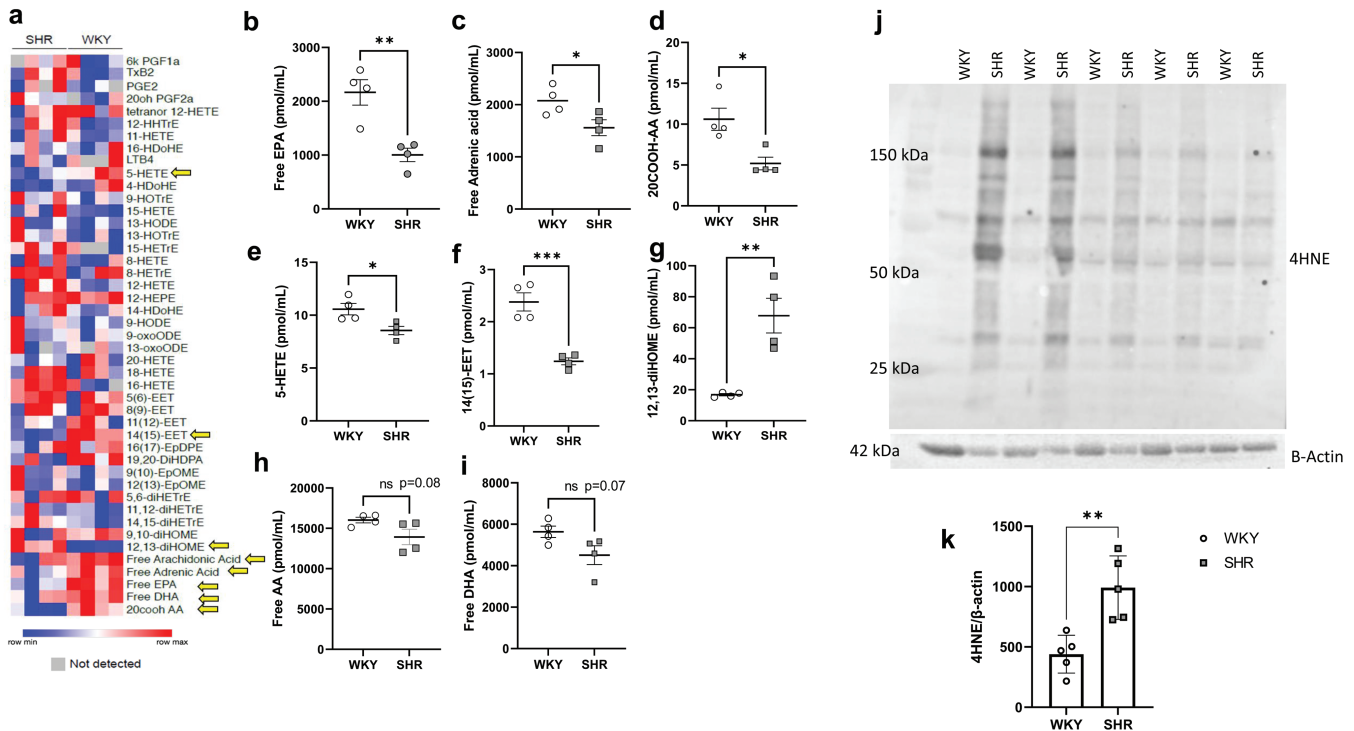 a
SHR WKY
6k PGF1a
TxB2
PGE2
20oh PGF2a
tetranor 12-HETE
12-HHTrE
11-HETE
16-HDoHE
LTB4
5-HETE
4-HDoHE
9-HOTrE
15-HETE
13-HODE
13-HOTrE
15-HETrE
8-HETE
8-HETrE
12-HETE
12-HEPE
14-HDoHE
9-HODE
9-oxoODE
13-oxoODE
20-HETE
18-HETE
16-HETE
5(6)-EET
8(9)-EET
11(12)-EET
14(15)-EET
16(17)-EpDPE
19,20-DiHDPA
9(10)-EpOME
12(13)-EpOME
5,6-diHETrE
11,12-diHETrE
14,15-diHETrE
9,10-diHOME
12,13-diHOME
Free Arachidonic Acid
Free Adrenic Acid
Free EPA
Free DHA
20cooh AA
row min row max
Not detected
b
Free EPA (pmol/mL)
3000
2000
1000
0
**
WKY SHR
c
Free Adrenic acid (pmol/mL)
3000
2000
1000
0
*
WKY SHR
d
20COOH-AA (pmol/mL)
20
15
10
5
0
*
WKY SHR
e
5-HETE (pmol/mL)
15
10
5
0
*
WKY SHR
f
14(15)-EET (pmol/mL)
3
2
1
0
***
WKY SHR
g
12,13-diHOME (pmol/mL)
100
80
60
40
20
0
**
WKY SHR
h
Free AA (pmol/mL)
20000
15000
10000
5000
0
ns p=0.08
WKY SHR
i
Free DHA (pmol/mL)
8000
6000
4000
2000
0
ns p=0.07
WKY SHR
j
WKY SHR WKY SHR WKY SHR WKY SHR WKY SHR
150 kDa
50 kDa
25 kDa
4HNE
42 kDa
B-Actin
k
4HNE/β-actin
1500
1000
500
0
**
WKY SHR
WKY
SHR